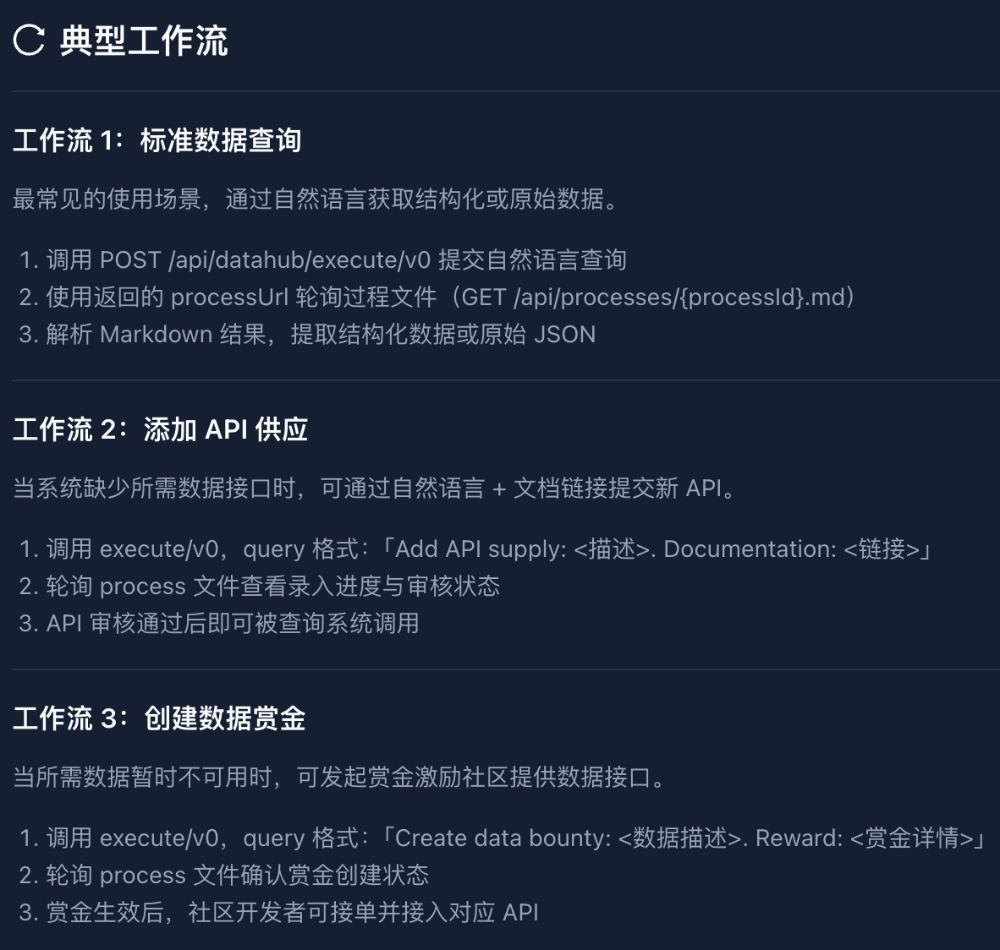 典型工作流
工作流 1：标准数据查询
最常见的使用场景，通过自然语言获取结构化或原始数据。
1. 调用 POST /api/datahub/execute/v0 提交自然语言查询
2. 使用返回的 processUrl 轮询过程文件（GET /api/processes/{processId}.md）
3. 解析 Markdown 结果，提取结构化数据或原始 JSON
工作流 2：添加 API 供应
当系统缺少所需数据接口时，可通过自然语言 + 文档链接提交新 API。
1. 调用 execute/v0，query 格式：「Add API supply: <描述>. Documentation: <链接>」
2. 轮询 process 文件查看录入进度与审核状态
3. API 审核通过后即可被查询系统调用
工作流 3：创建数据赏金
当所需数据暂时不可用时，可发起赏金激励社区提供数据接口。
1. 调用 execute/v0，query 格式：「Create data bounty: <数据描述>. Reward: <赏金详情>」
2. 轮询 process 文件确认赏金创建状态
3. 赏金生效后，社区开发者可接单并接入对应 API